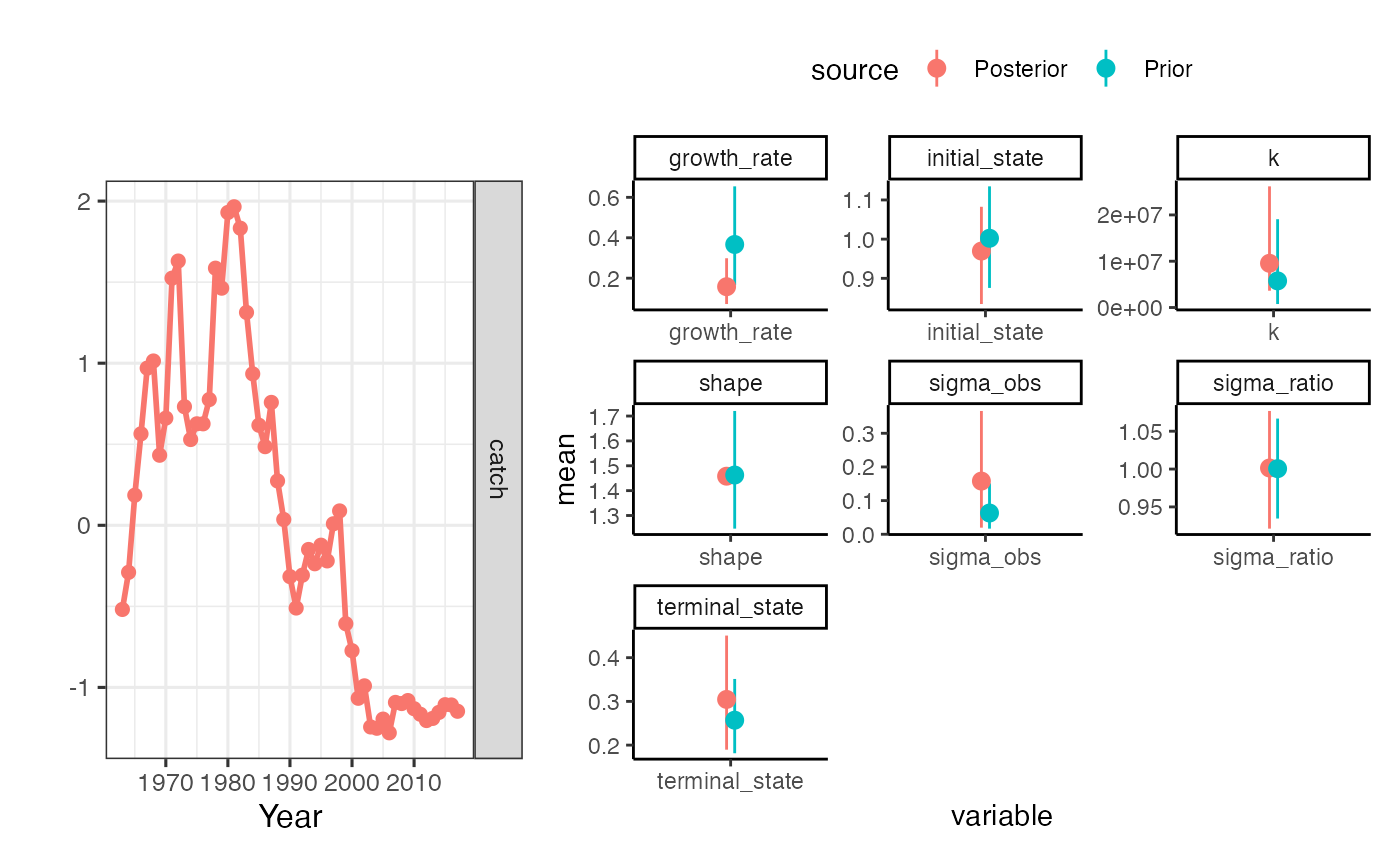 source Posterior Prior
2
1
0
-1
1970 1980 1990 2000 2010
Year
catch
mean
growth_rate
0.6
0.4
0.2
growth_rate
initial_state
1.1
1.0
0.9
initial_state
k
2e+07
1e+07
0e+00
k
shape
1.7
1.6
1.5
1.4
1.3
shape
sigma_obs
0.3
0.2
0.1
0.0
sigma_obs
sigma_ratio
1.05
1.00
0.95
sigma_ratio
terminal_state
0.4
0.3
0.2
terminal_state
variable